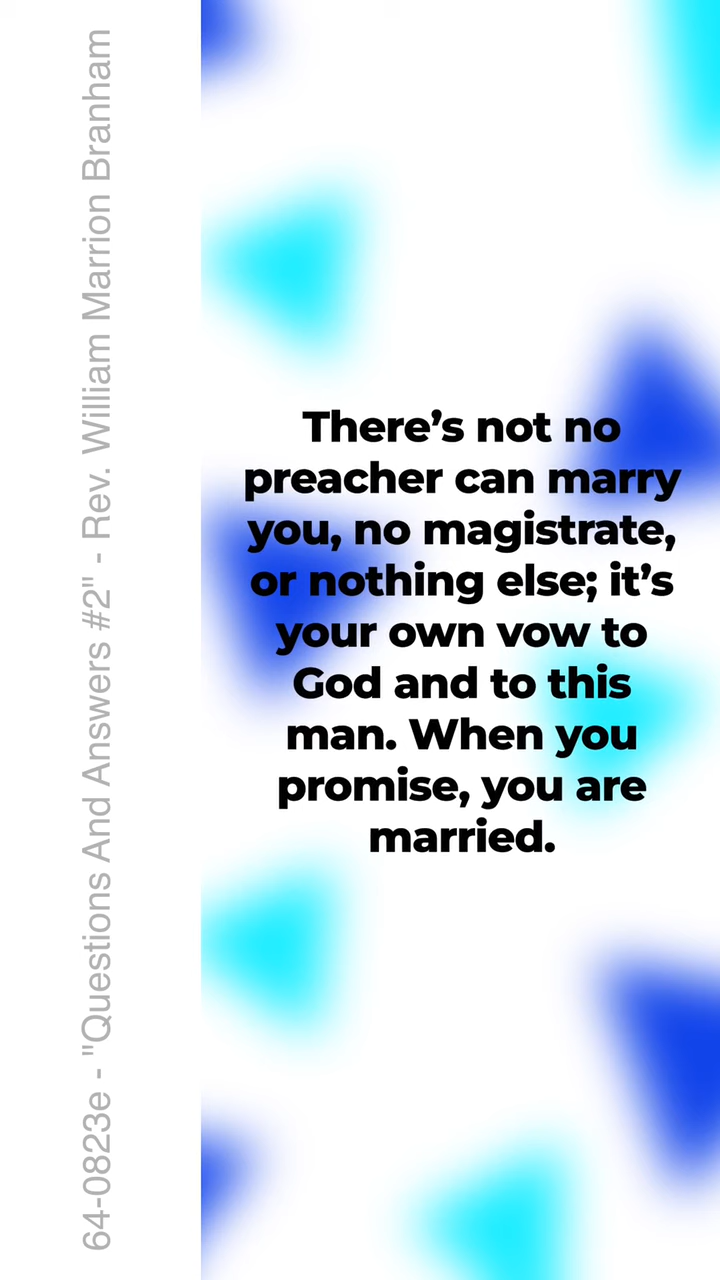 64-0823e - "Questions And Answers #2" - Rev. William Marrion Branham
There’s not no
preacher can marry
you, no magistrate,
or nothing else; it’s
your own vow to
God and to this
man. When you
promise, you are
married.